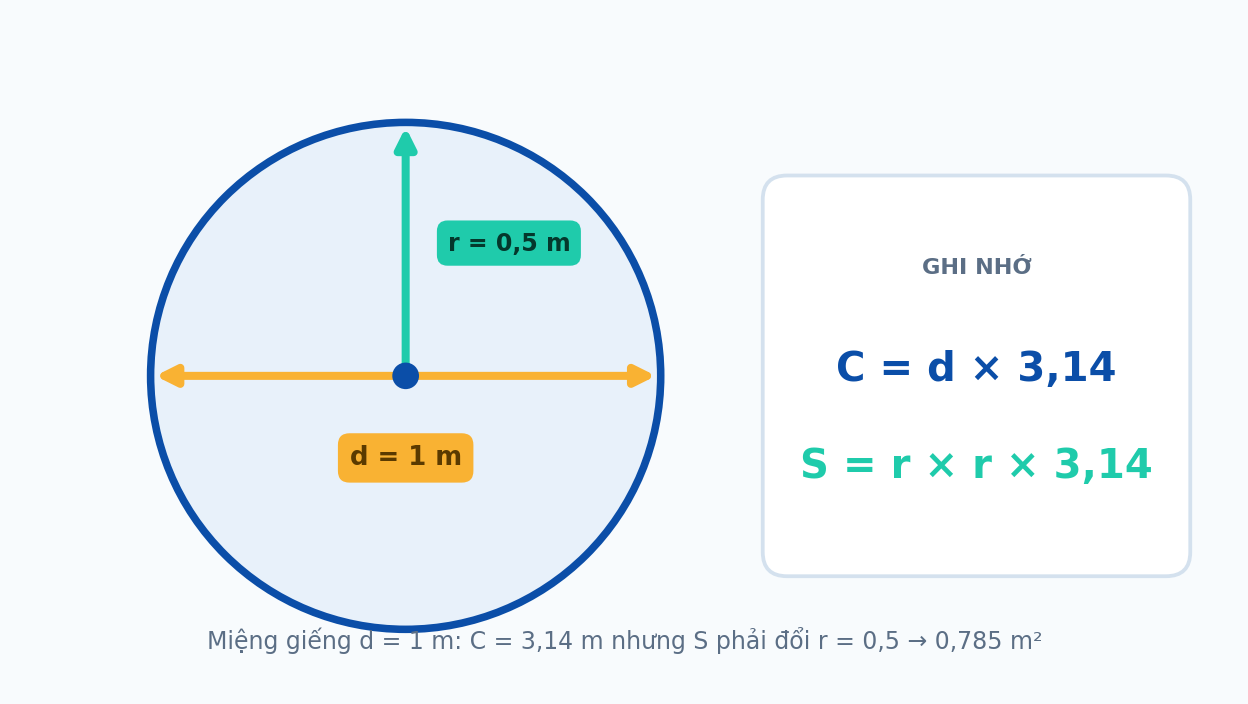 r = 0,5 m
d = 1 m
GHI NHỚ
C = d × 3,14
S = r × r × 3,14
Miệng giếng d = 1 m: C = 3,14 m nhưng S phải đổi r = 0,5 → 0,785 m²